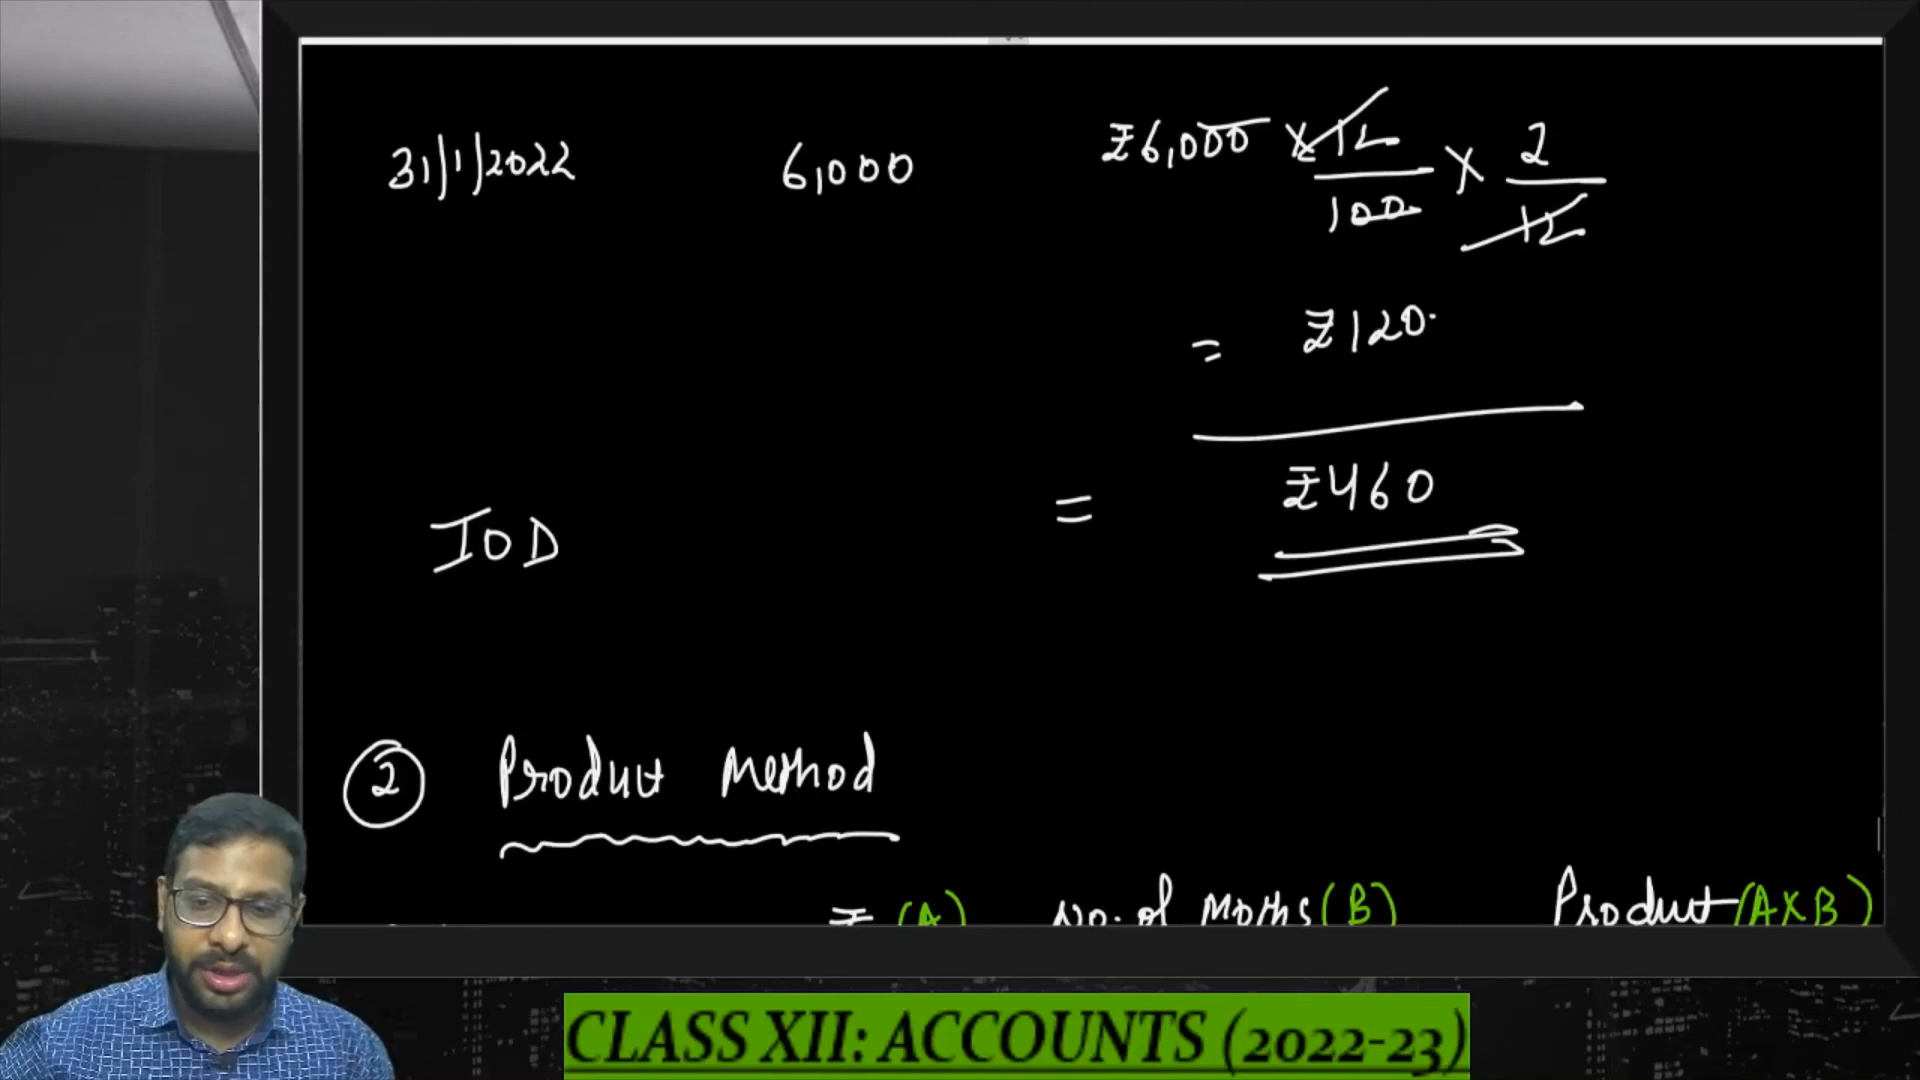 31/1/2022 6,000 ₹6,000 × 12/100 × 2/12
= ₹120.
IOD = ₹460
② Product Method
₹ (A) No. of Moths (B) Product (A×B)
CLASS XII: ACCOUNTS (2022-23)